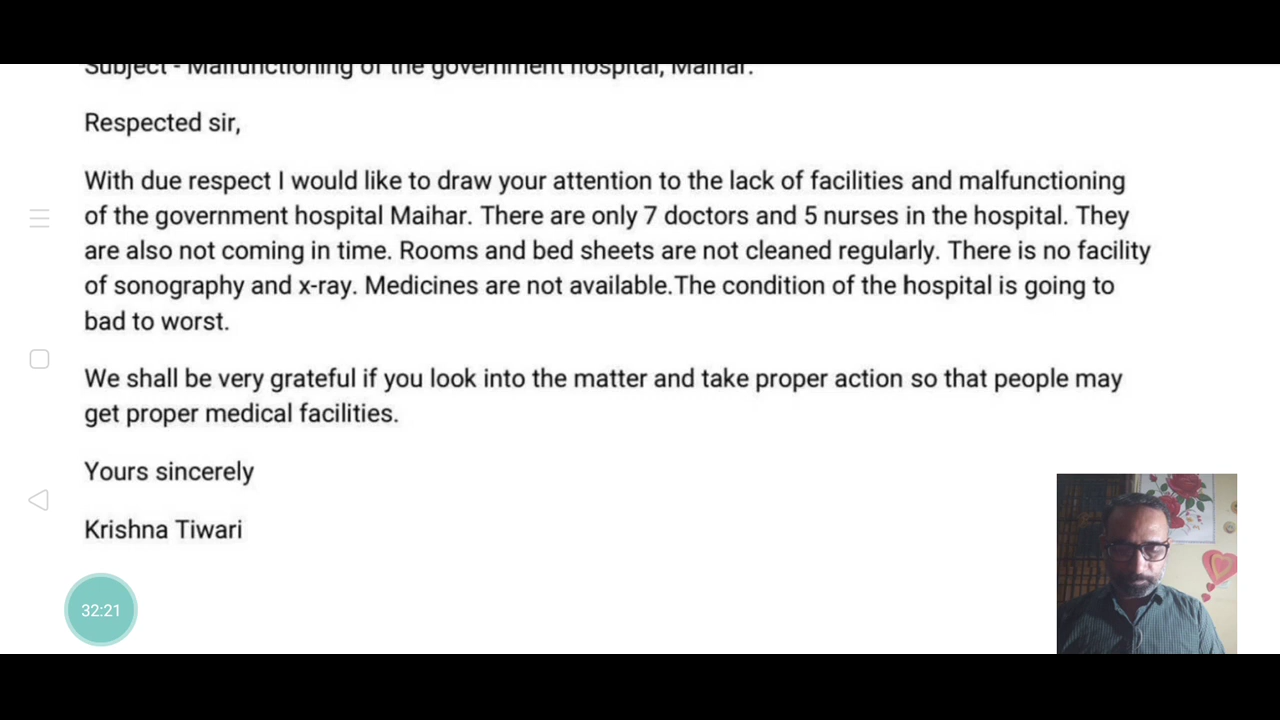 Subject - Malfunctioning of the government hospital, Maihar.
Respected sir,
With due respect I would like to draw your attention to the lack of facilities and malfunctioning
of the government hospital Maihar. There are only 7 doctors and 5 nurses in the hospital. They
are also not coming in time. Rooms and bed sheets are not cleaned regularly. There is no facility
of sonography and x-ray. Medicines are not available.The condition of the hospital is going to
bad to worst.
We shall be very grateful if you look into the matter and take proper action so that people may
get proper medical facilities.
Yours sincerely
Krishna Tiwari
32:21